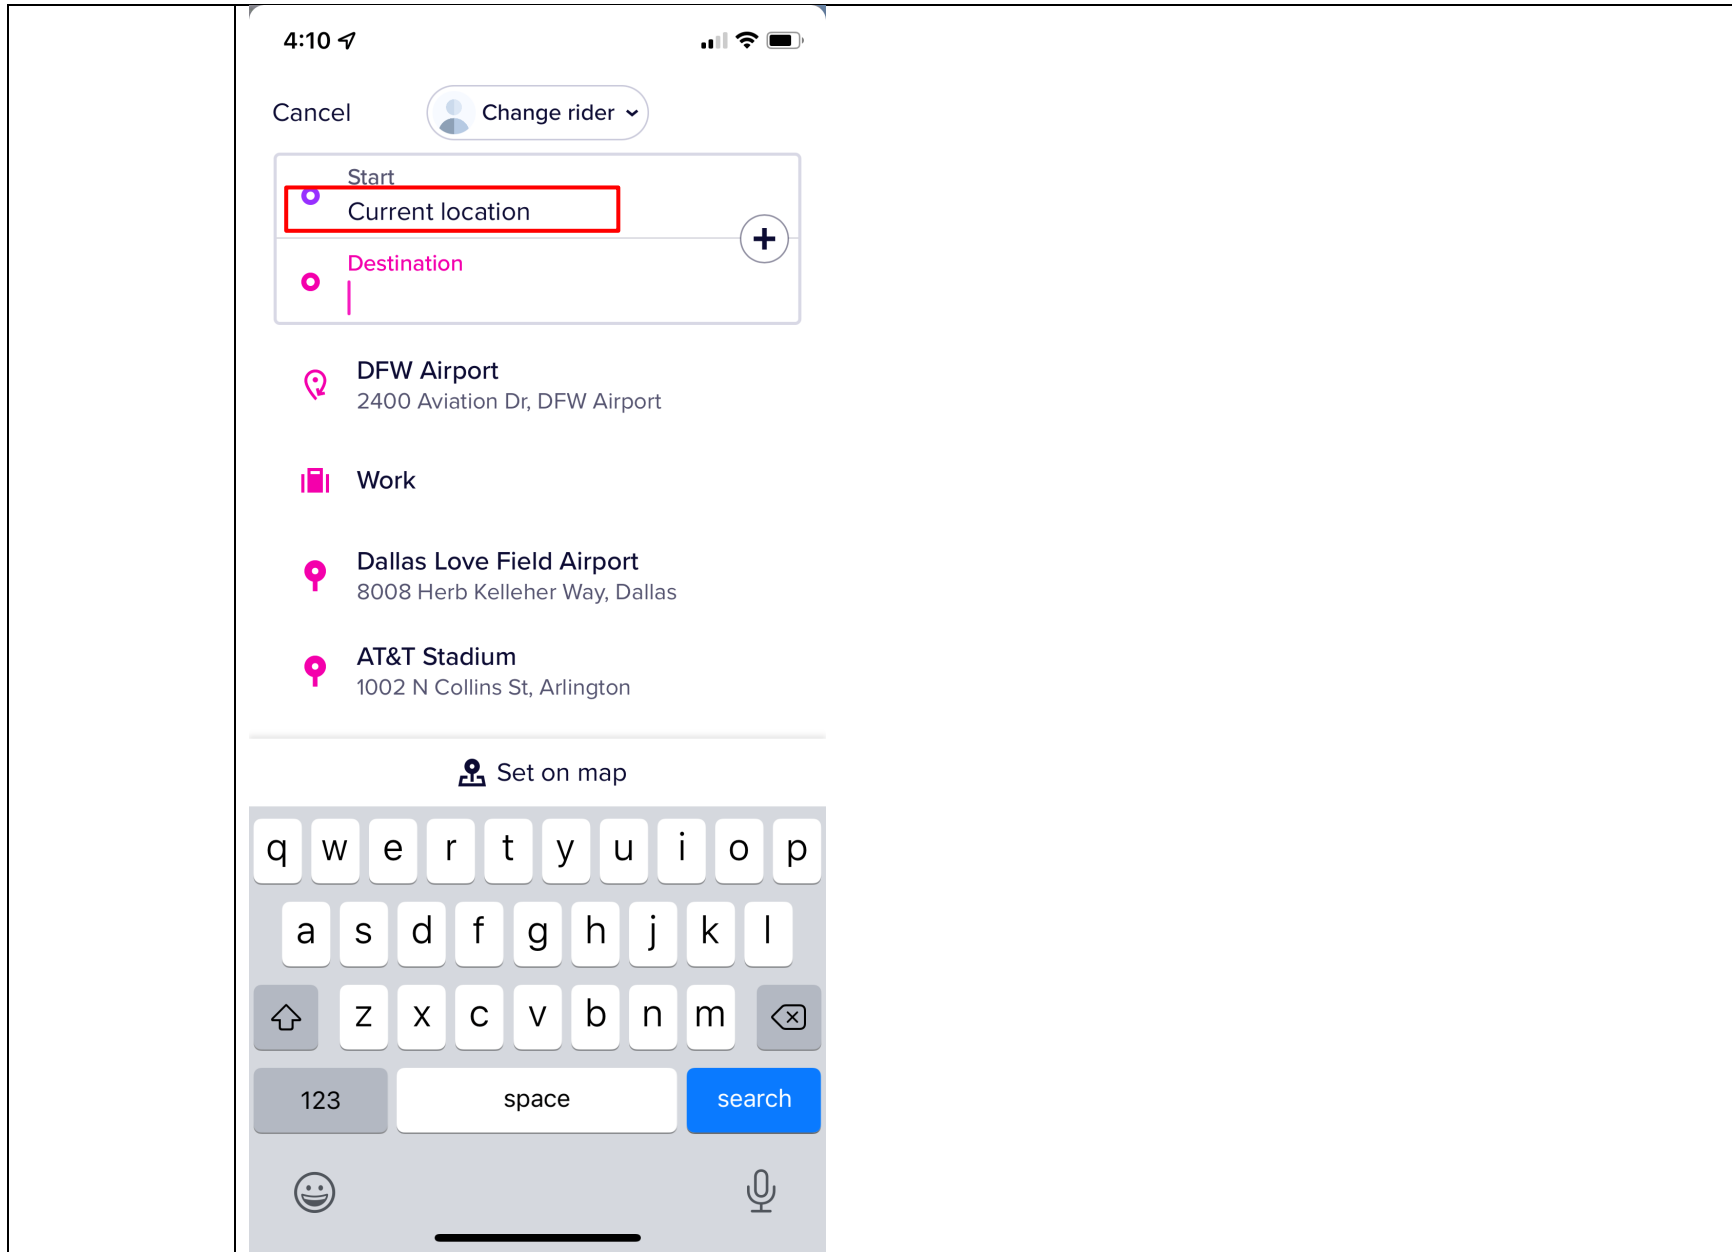 4:10
Cancel
Change rider
Start
Current location
Destination
DFW Airport
2400 Aviation Dr, DFW Airport
Work
Dallas Love Field Airport
8008 Herb Kelleher Way, Dallas
AT&T Stadium
1002 N Collins St, Arlington
Set on map
q w e r t y u i o p
a s d f g h j k l
z x c v b n m
123 space search